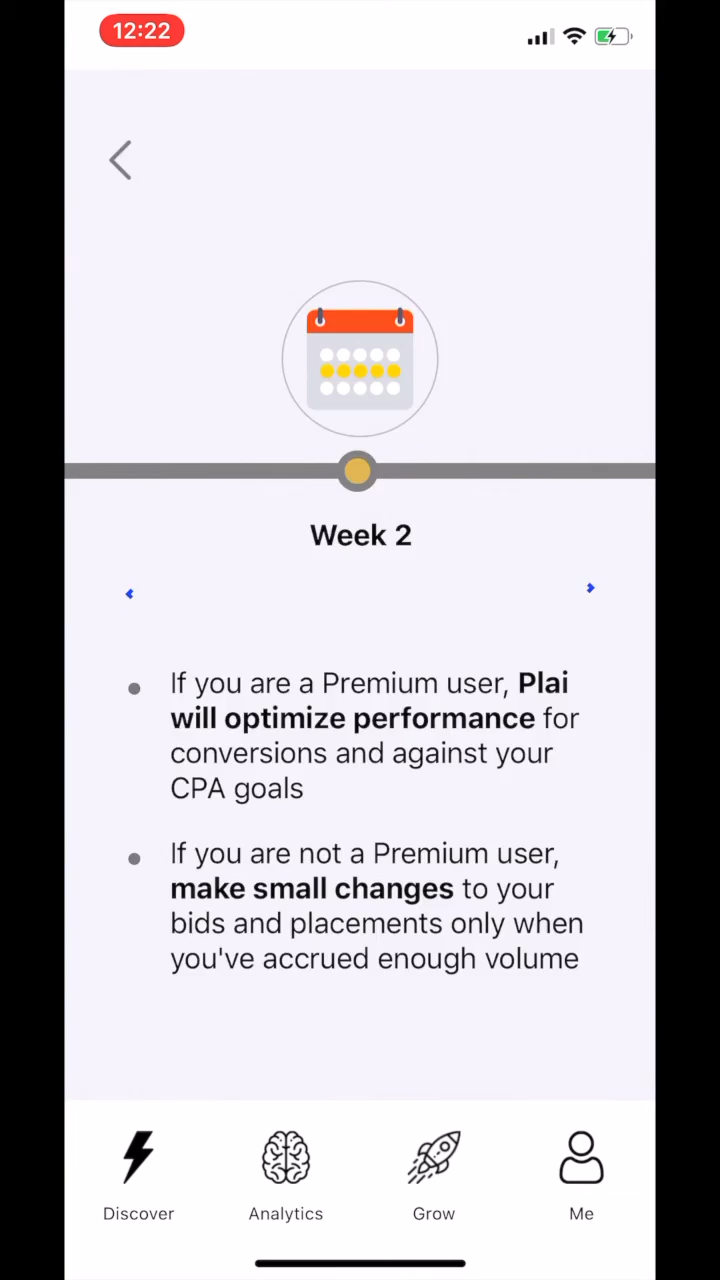 12:22
Week 2
If you are a Premium user, Plai
will optimize performance for
conversions and against your
CPA goals
If you are not a Premium user,
make small changes to your
bids and placements only when
you've accrued enough volume
Discover
Analytics
Grow
Me